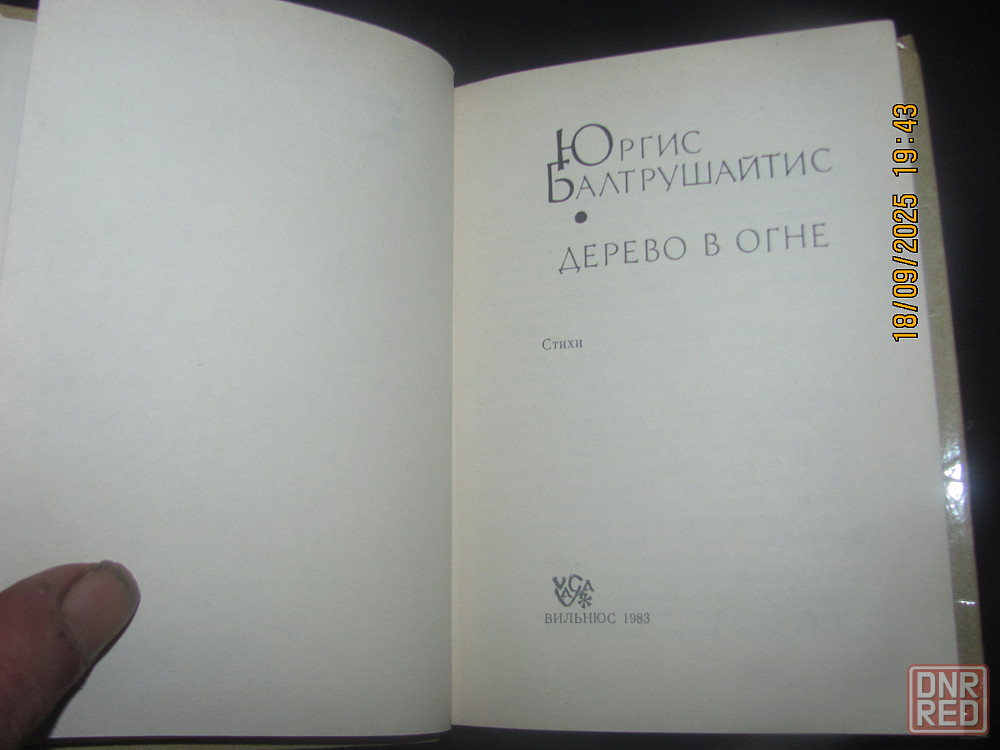 Юргис
Балтрушайтис
•
ДЕРЕВО В ОГНЕ
Стихи
ВИЛЬНЮС 1983
18/09/2025 19:43
DNR
RED